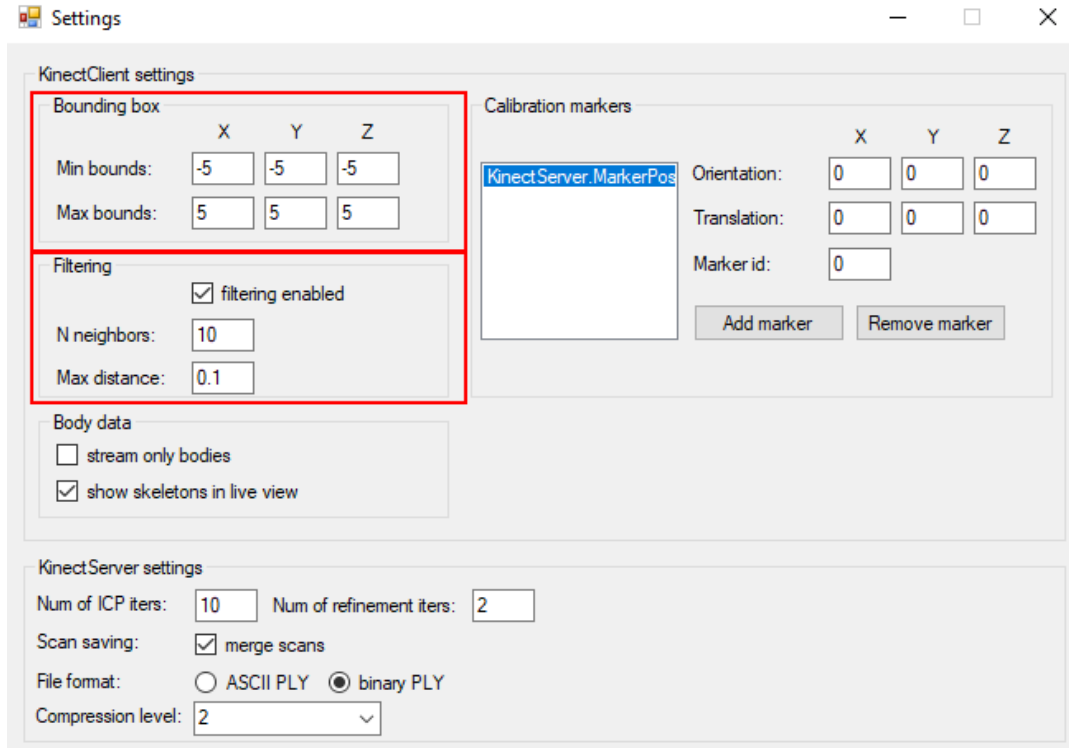 Settings
KinectClient settings
Bounding box
X Y Z
Min bounds: -5 -5 -5
Max bounds: 5 5 5
Filtering
filtering enabled
N neighbors: 10
Max distance: 0.1
Body data
stream only bodies
show skeletons in live view
Calibration markers
X Y Z
KinectServer.MarkerPos
Orientation: 0 0 0
Translation: 0 0 0
Marker id: 0
Add marker Remove marker
KinectServer settings
Num of ICP iters: 10 Num of refinement iters: 2
Scan saving: merge scans
File format: ASCII PLY binary PLY
Compression level: 2